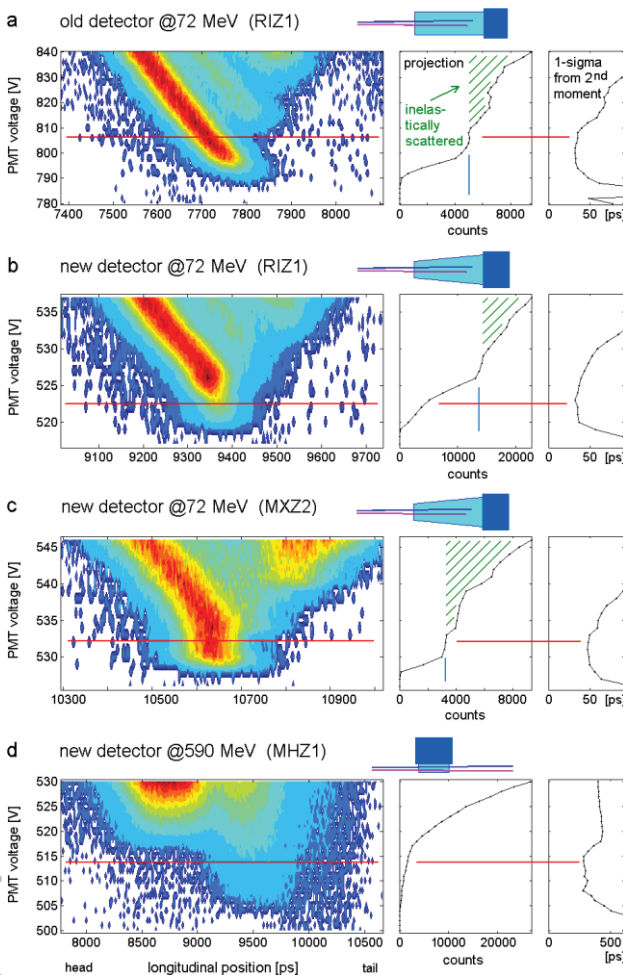 a old detector @72 MeV (RIZ1)
PMT voltage [V]
840
830
820
810
800
790
780
7400 7500 7600 7700 7800 7900 8000
projection
inelas-
tically
scattered
0 4000 8000
counts
1-sigma
from 2nd
moment
0 50 [ps]
b new detector @72 MeV (RIZ1)
PMT voltage [V]
535
530
525
520
9100 9200 9300 9400 9500 9600 9700
0 10000 20000
counts
0 50 [ps]
c new detector @72 MeV (MXZ2)
PMT voltage [V]
545
540
535
530
10300 10500 10700 10900
0 4000 8000
counts
0 50 [ps]
d new detector @590 MeV (MHZ1)
PMT voltage [V]
530
525
520
515
510
505
500
8000 8500 9000 9500 10000 10500
head longitudinal position [ps] tail
0 10000 20000
counts
0 500 [ps]